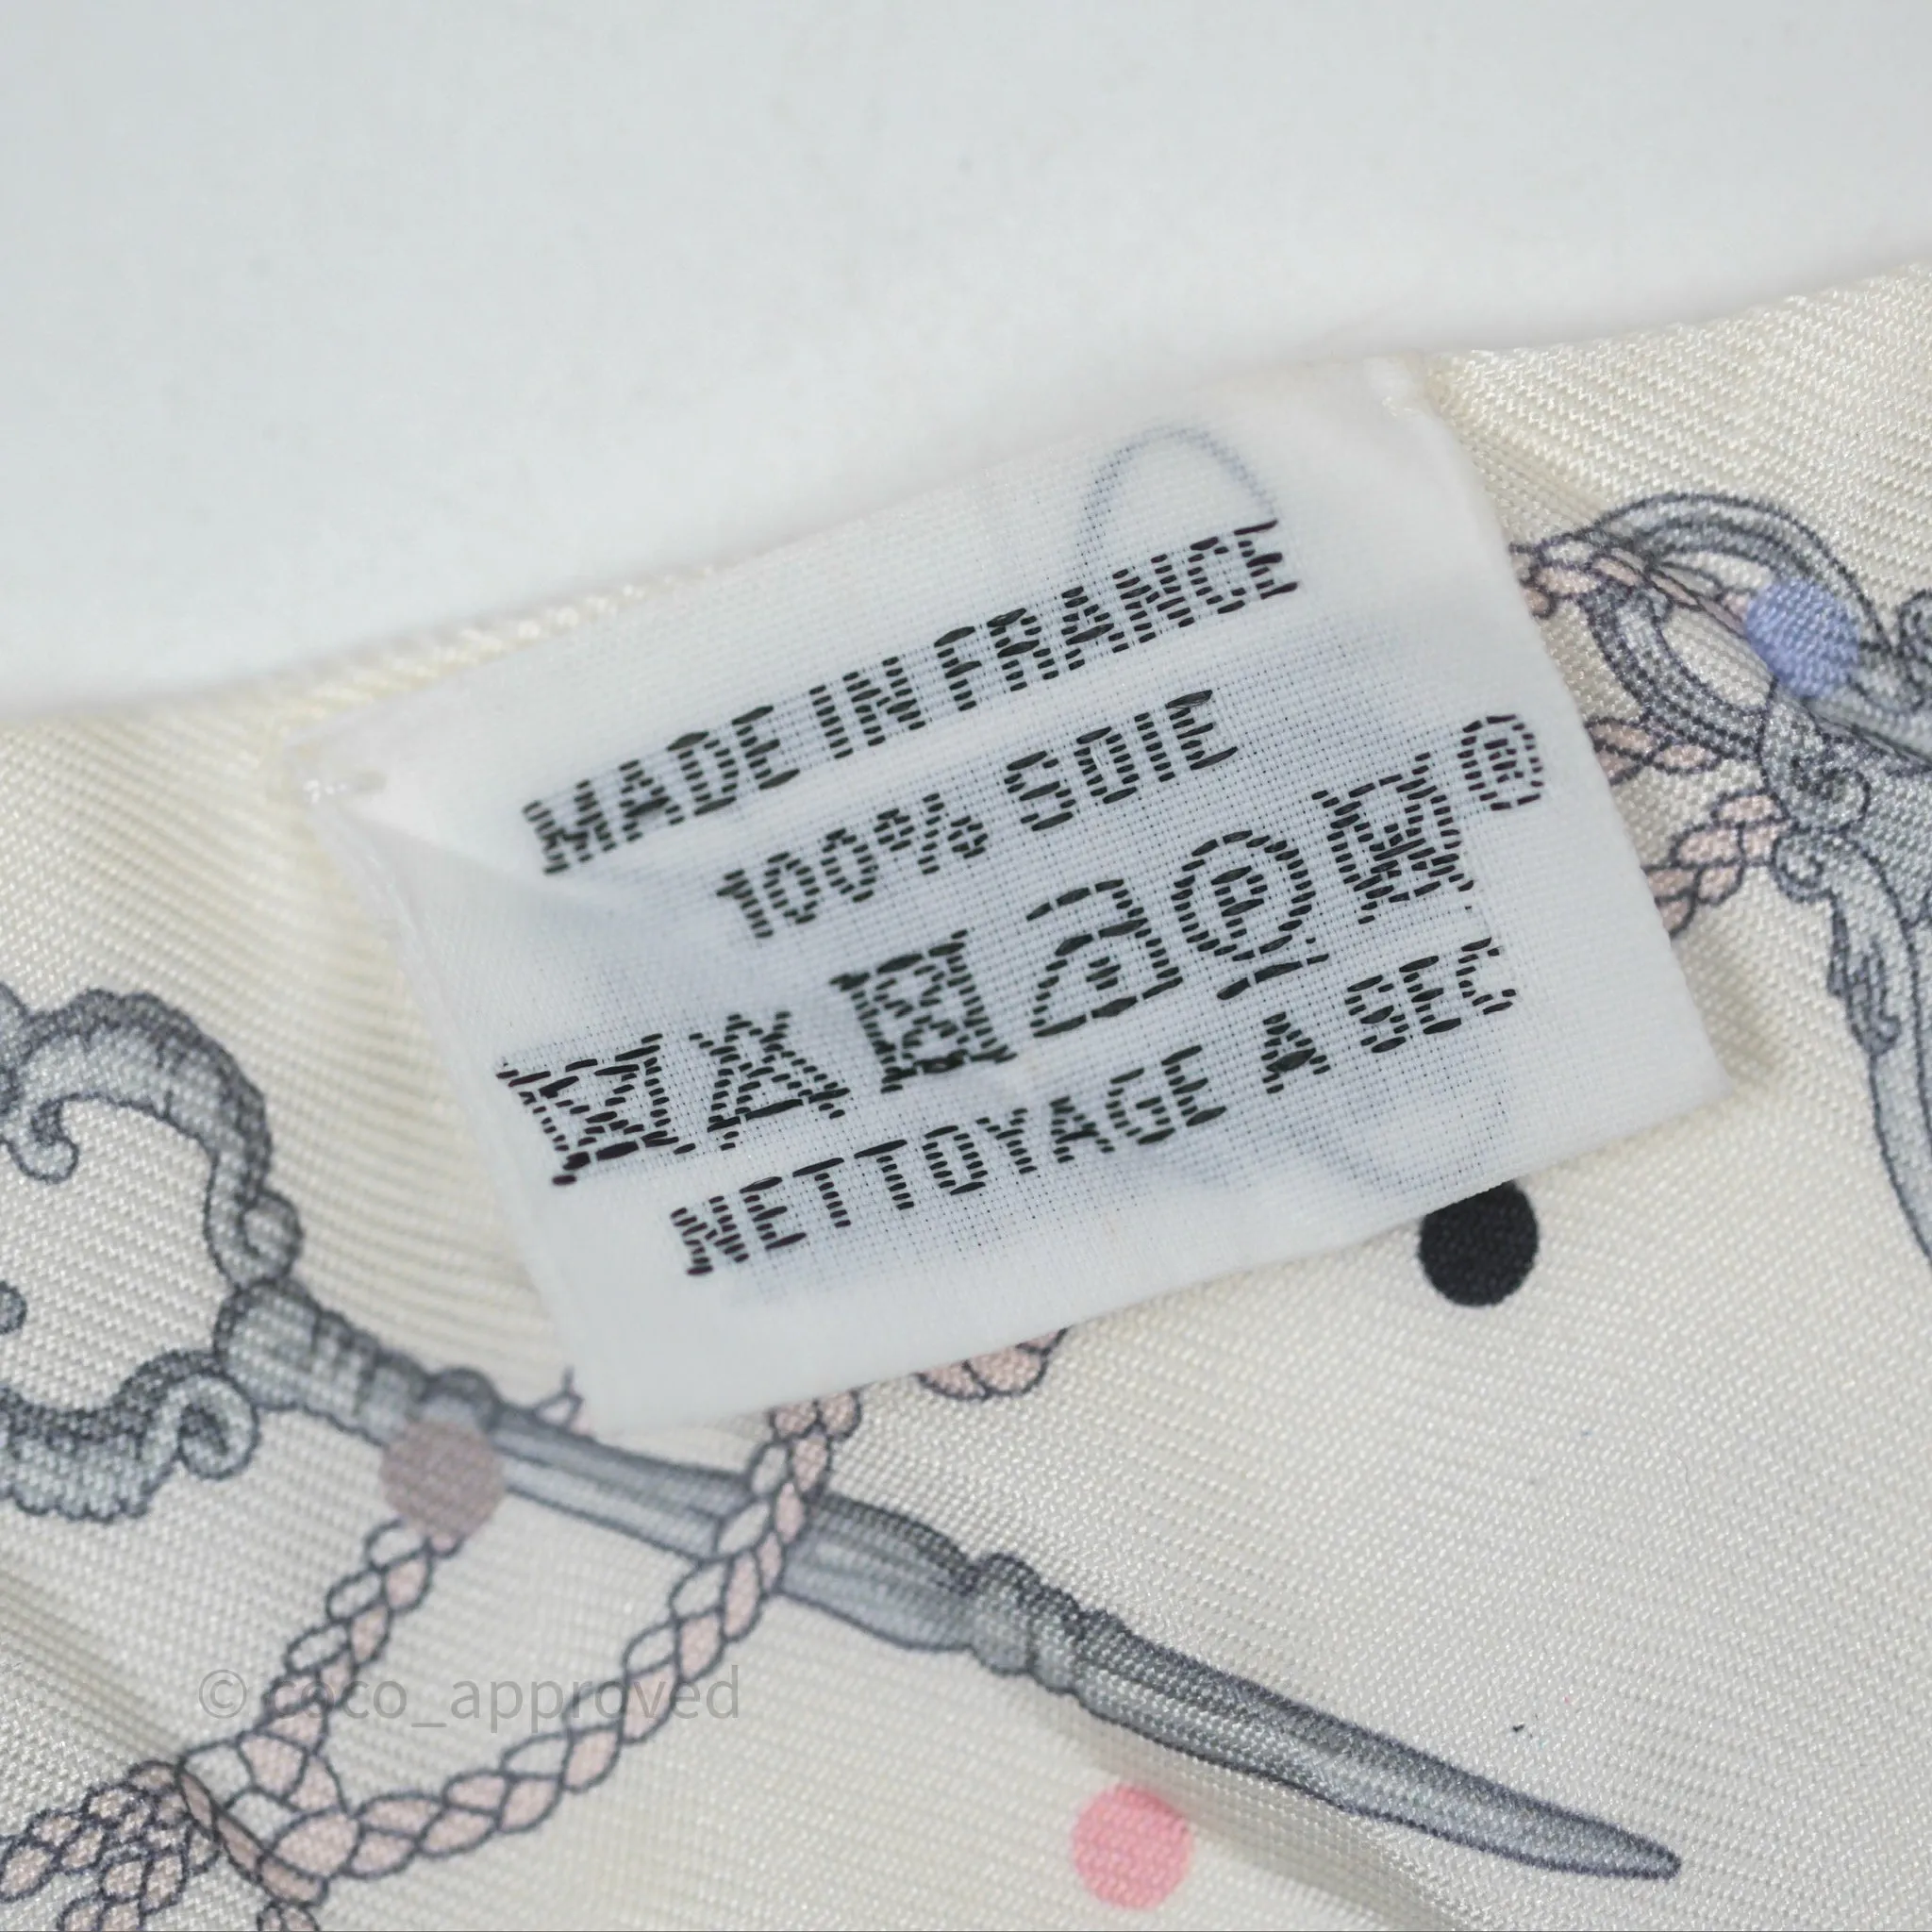 MADE IN FRANCE
100% SOIE
P ®
NETTOYAGE A SEC
© coco_approved